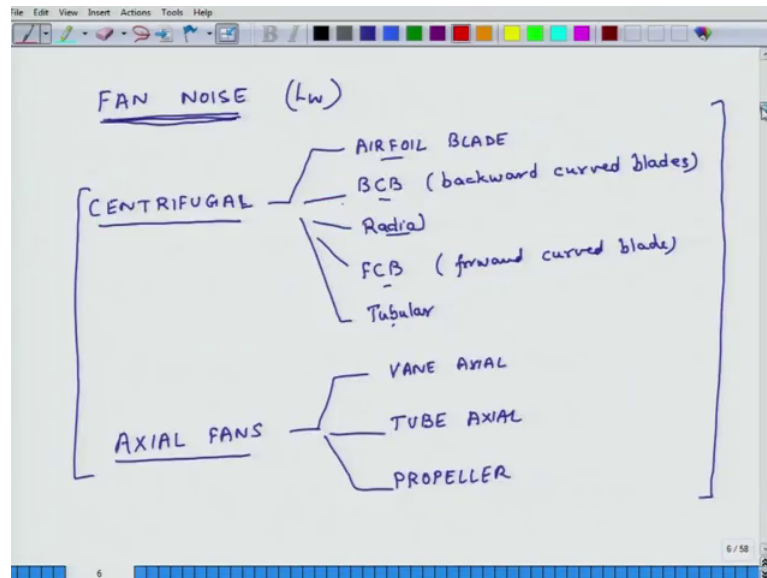 File Edit View Insert Actions Tools Help
B I
FAN NOISE (Lw)
AIRFOIL BLADE
BCB (backward curved blades)
CENTRIFUGAL
Radial
FCB (forward curved blade)
Tubular
VANE AXIAL
AXIAL FANS
TUBE AXIAL
PROPELLER
6 / 58
6